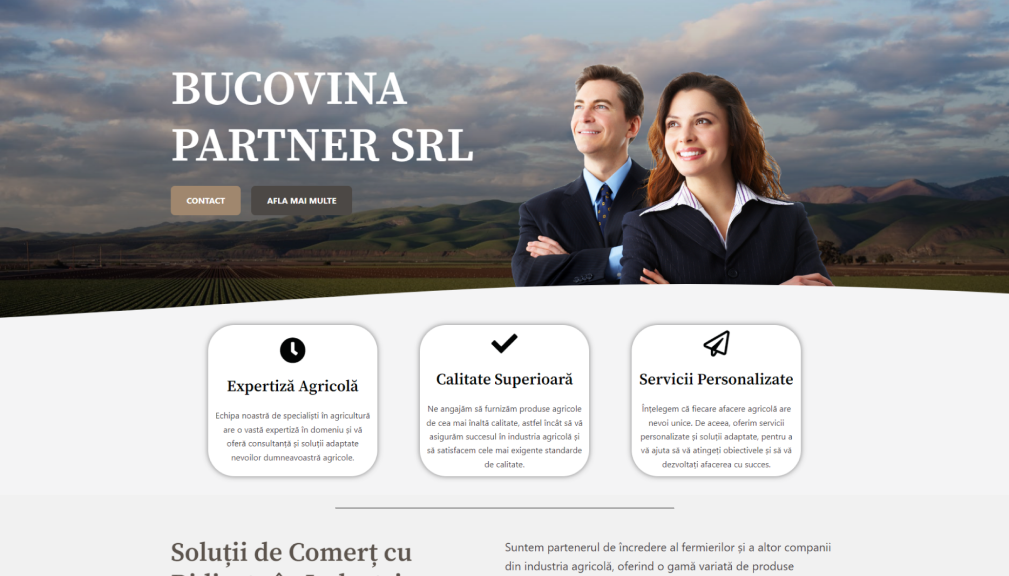 BUCOVINA
PARTNER SRL
CONTACT
AFLA MAI MULTE
Expertiză Agricolă
Echipa noastră de specialiști în agricultură
are o vastă expertiză în domeniu și vă
oferă consultanță și soluții adaptate
nevoilor dumneavoastră agricole.
Calitate Superioară
Ne angajăm să furnizăm produse agricole
de cea mai înaltă calitate, astfel încât să vă
asigurăm succesul în industria agricolă și
să satisfacem cele mai exigente standarde
de calitate.
Servicii Personalizate
Înțelegem că fiecare afacere agricolă are
nevoi unice. De aceea, oferim servicii
personalizate și soluții adaptate, pentru a
vă ajuta să vă atingeți obiectivele și să vă
dezvoltați afacerea cu succes.
Soluții de Comerț cu
Suntem partenerul de încredere al fermierilor și a altor companii
din industria agricolă, oferind o gamă variată de produse